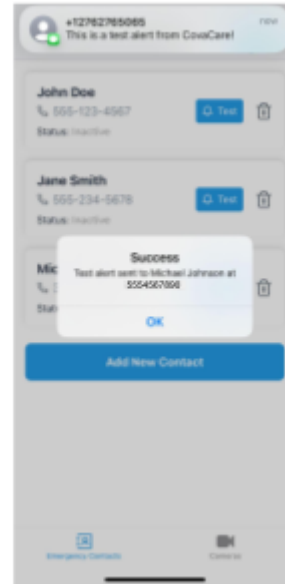 +12762765065
now
This is a test alert from CovaCare!
John Doe
555-123-4567
Test
Status: Inactive
Jane Smith
555-234-5678
Test
Status: Inactive
Mic
Success
Test alert sent to Michael Johnson at
OK
Add New Contact
Emergency Contacts
Cameras